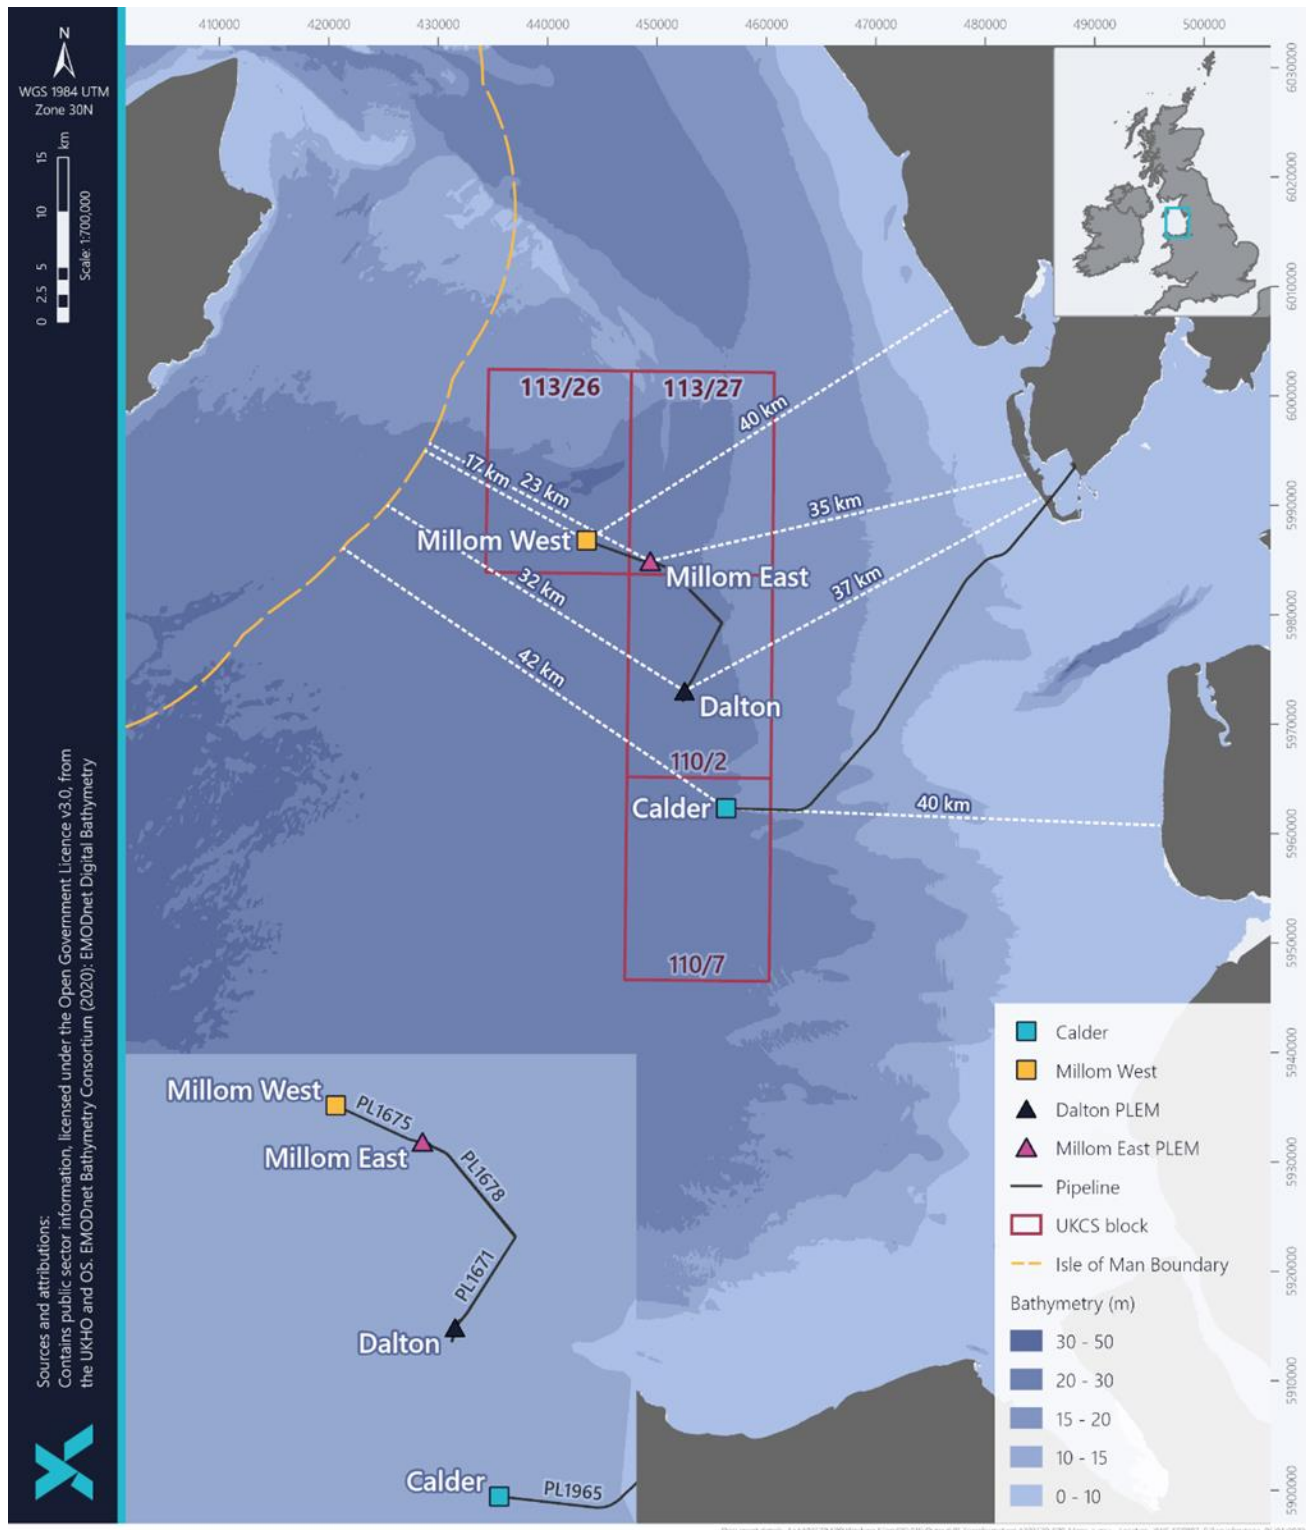 410000 420000 430000 440000 450000 460000 470000 480000 490000 500000
N
WGS 1984 UTM
Zone 30N
0 2.5 5 10 15
km
Scale: 1:700,000
6030000
6020000
6010000
6000000
5990000
5980000
5970000
5960000
5950000
5940000
5930000
5920000
5910000
5900000
113/26
113/27
40 km
17 km
23 km
35 km
Millom West
Millom East
32 km
37 km
42 km
Dalton
110/2
Calder
40 km
110/7
Sources and attributions:
Contains public sector information, licensed under the Open Government Licence v3.0, from
the UKHO and OS. EMODnet Bathymetry Consortium (2020): EMODnet Digital Bathymetry
Millom West
PL1675
Millom East
PL1678
PL1671
Dalton
Calder
PL1965
Calder
Millom West
Dalton PLEM
Millom East PLEM
Pipeline
UKCS block
Isle of Man Boundary
Bathymetry (m)
30 - 50
20 - 30
15 - 20
10 - 15
0 - 10